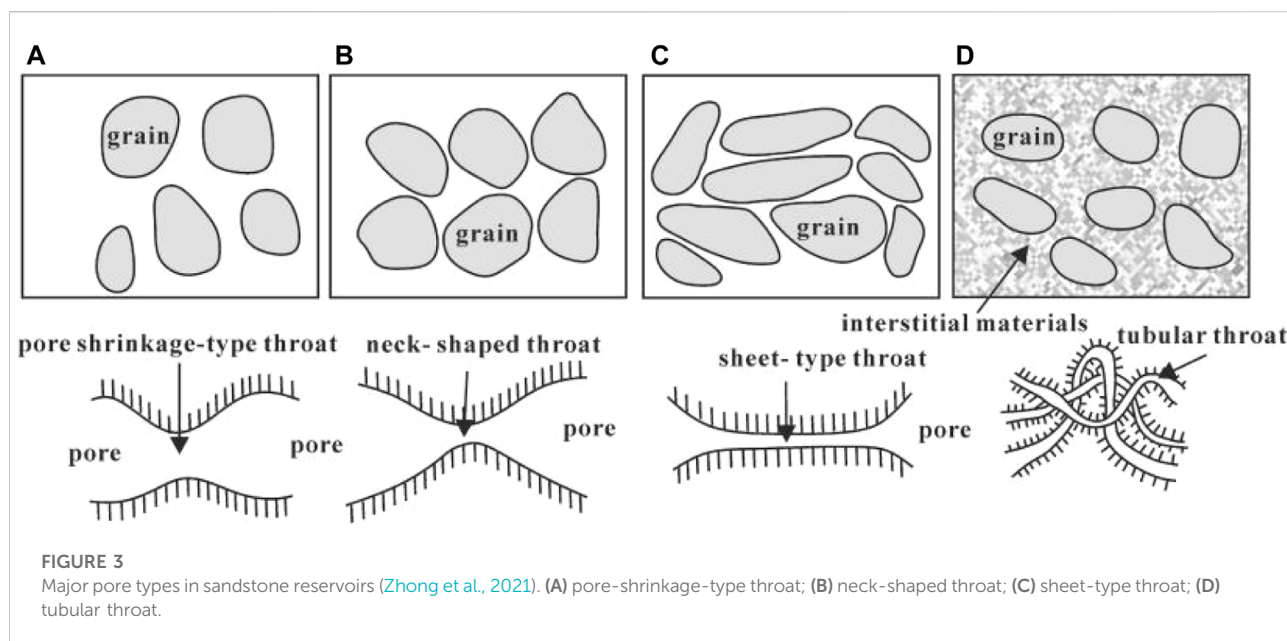 A
B
C
D
grain
grain
grain
grain
interstitial materials
pore shrinkage-type throat
neck- shaped throat
sheet- type throat
tubular throat
pore
pore
pore
pore
FIGURE 3
Major pore types in sandstone reservoirs (Zhong et al., 2021). (A) pore-shrinkage-type throat; (B) neck-shaped throat; (C) sheet-type throat; (D)
tubular throat.